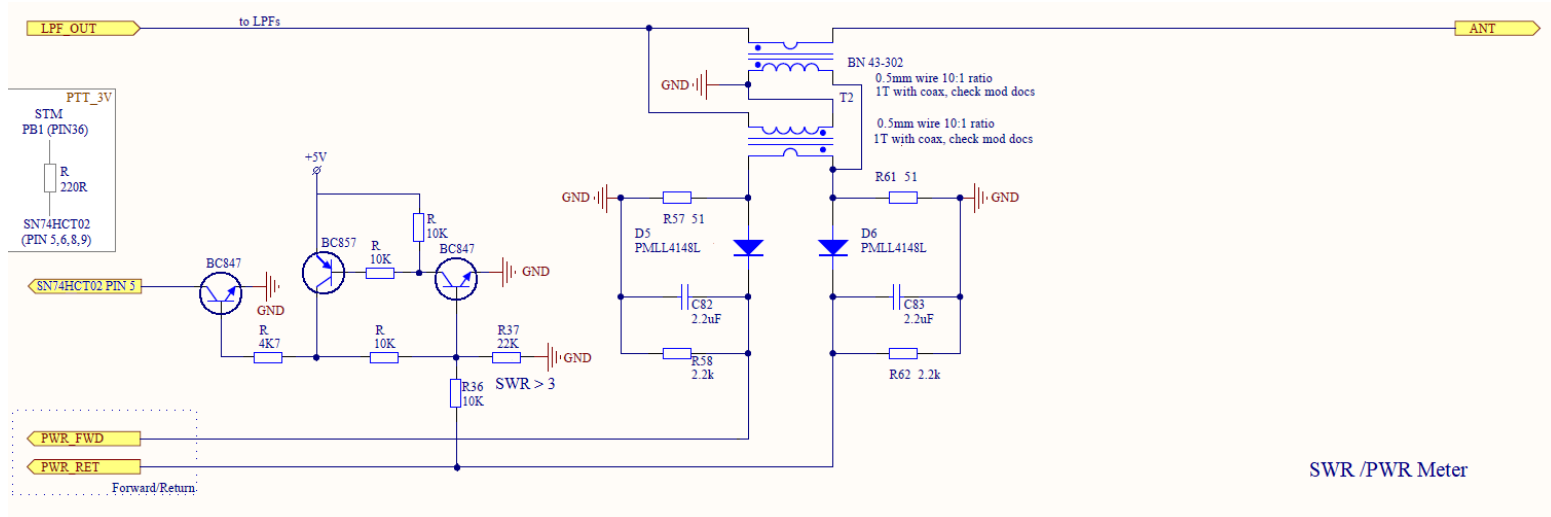 LPF_OUT
to LPFs
ANT
BN 43-302
0.5mm wire 10:1 ratio
1T with coax, check mod docs
GND
T2
0.5mm wire 10:1 ratio
1T with coax, check mod docs
PTT_3V
STM
PB1 (PIN36)
R
220R
SN74HCT02
(PIN 5,6,8,9)
+5V
R
10K
BC857
R
10K
BC847
GND
BC847
GND
SN74HCT02 PIN 5
R
4K7
R
10K
R37
22K
GND
SWR > 3
R36
10K
GND
R57 51
R61 51
GND
D5
PMLL4148L
D6
PMLL4148L
C82
2.2uF
C83
2.2uF
R58
2.2k
R62 2.2k
PWR_FWD
PWR_RET
Forward/Return
SWR /PWR Meter